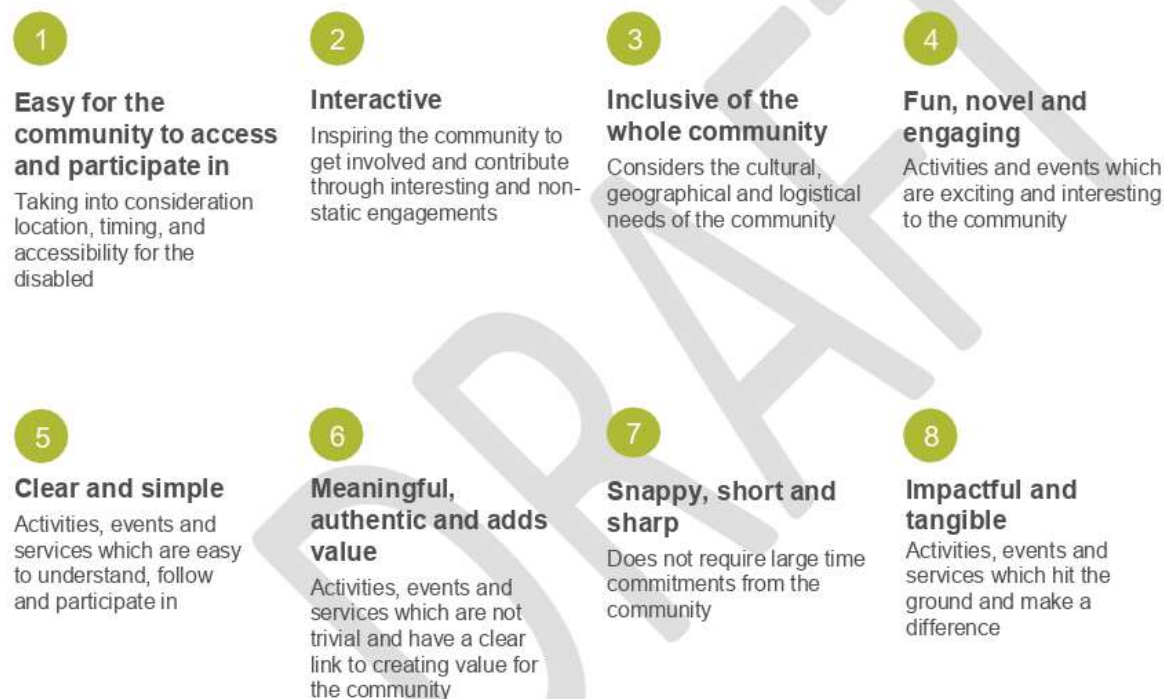 1
Easy for the
community to access
and participate in
Taking into consideration
location, timing, and
accessibility for the
disabled
2
Interactive
Inspiring the community to
get involved and contribute
through interesting and non-
static engagements
3
Inclusive of the
whole community
Considers the cultural,
geographical and logistical
needs of the community
4
Fun, novel and
engaging
Activities and events which
are exciting and interesting
to the community
5
Clear and simple
Activities, events and
services which are easy
to understand, follow
and participate in
6
Meaningful,
authentic and adds
value
Activities, events and
services which are not
trivial and have a clear
link to creating value for
the community
7
Snappy, short and
sharp
Does not require large time
commitments from the
community
8
Impactful and
tangible
Activities, events and
services which hit the
ground and make a
difference
DRAFT